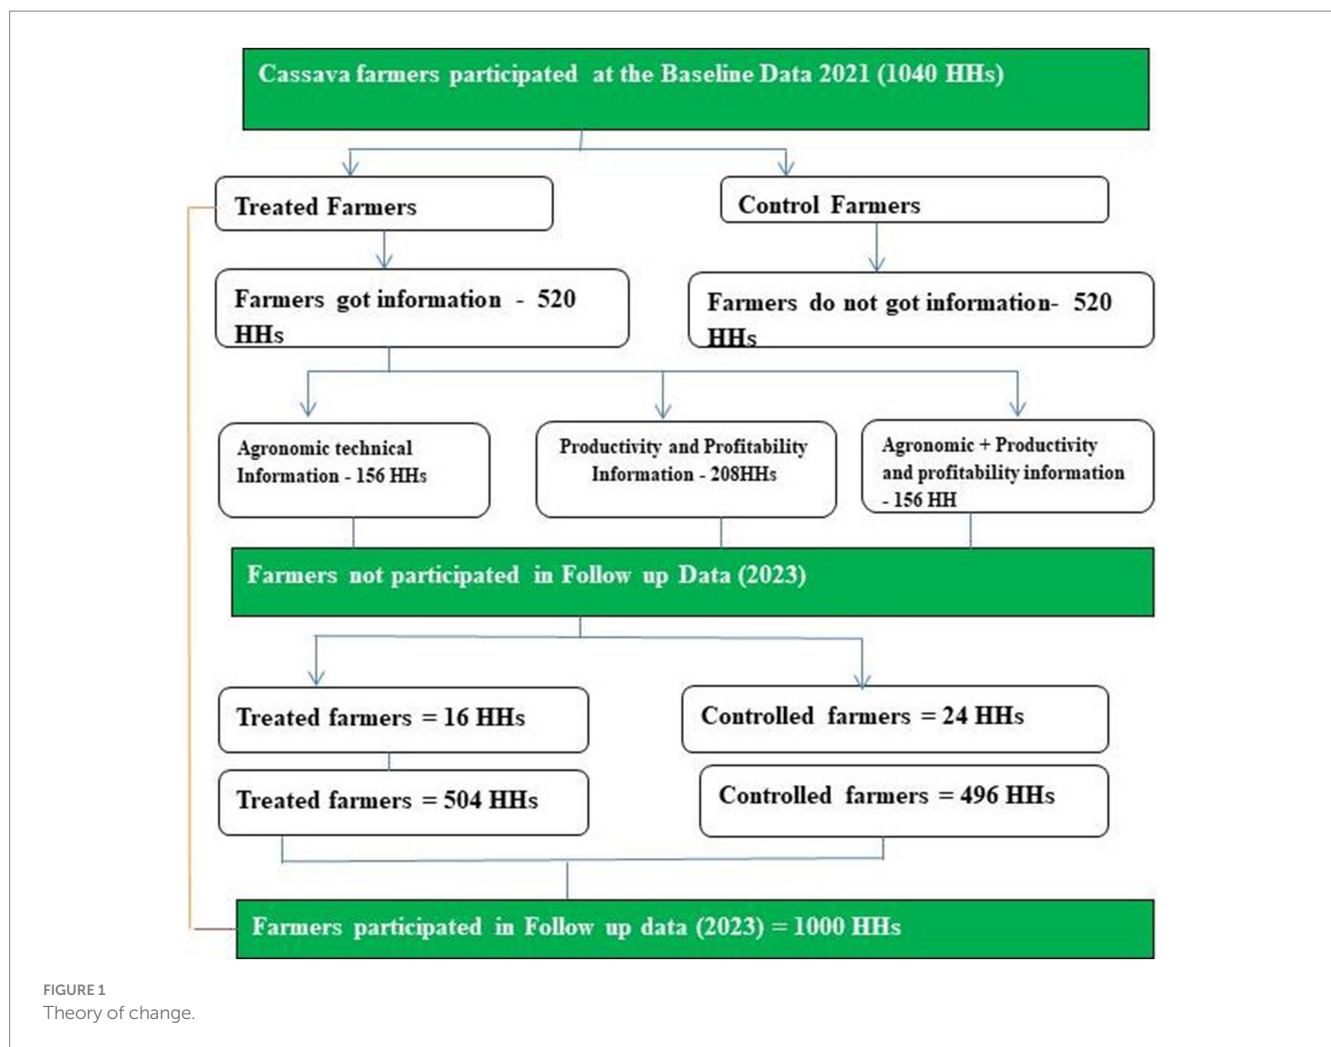 Cassava farmers participated at the Baseline Data 2021 (1040 HHs)
Treated Farmers
Control Farmers
Farmers got information - 520
HHs
Farmers do not got information- 520
HHs
Agronomic technical
Information - 156 HHs
Productivity and Profitability
Information - 208HHs
Agronomic + Productivity
and profitability information
- 156 HH
Farmers not participated in Follow up Data (2023)
Treated farmers = 16 HHs
Controlled farmers = 24 HHs
Treated farmers = 504 HHs
Controlled farmers = 496 HHs
Farmers participated in Follow up data (2023) = 1000 HHs
FIGURE 1
Theory of change.